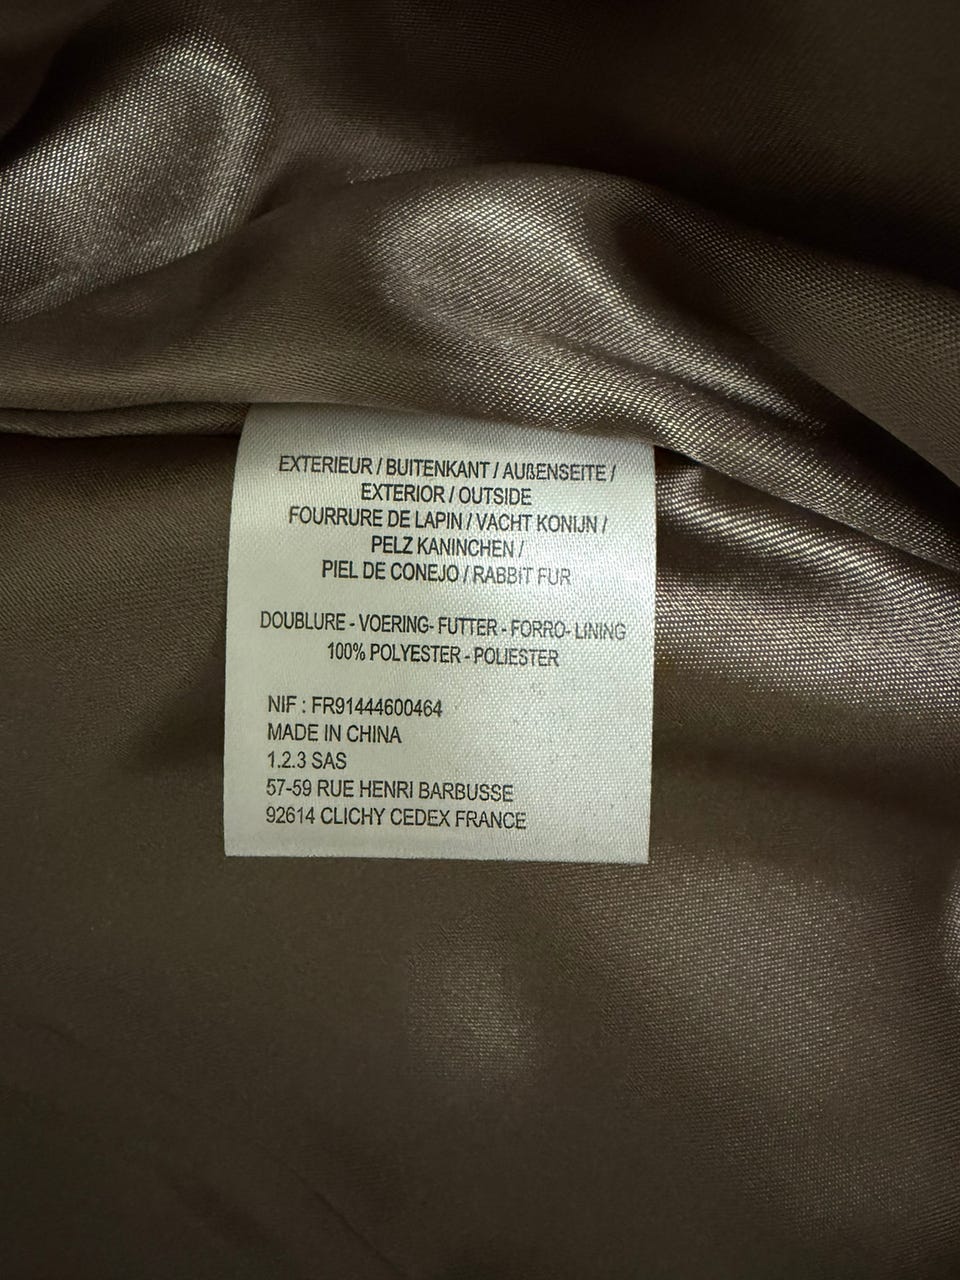 EXTERIEUR / BUITENKANT / AUßENSEITE /
EXTERIOR / OUTSIDE
FOURRURE DE LAPIN / VACHT KONIJN /
PELZ KANINCHEN /
PIEL DE CONEJO / RABBIT FUR
DOUBLURE - VOERING- FUTTER - FORRO- LINING
100% POLYESTER - POLIESTER
NIF : FR91444600464
MADE IN CHINA
1.2.3 SAS
57-59 RUE HENRI BARBUSSE
92614 CLICHY CEDEX FRANCE